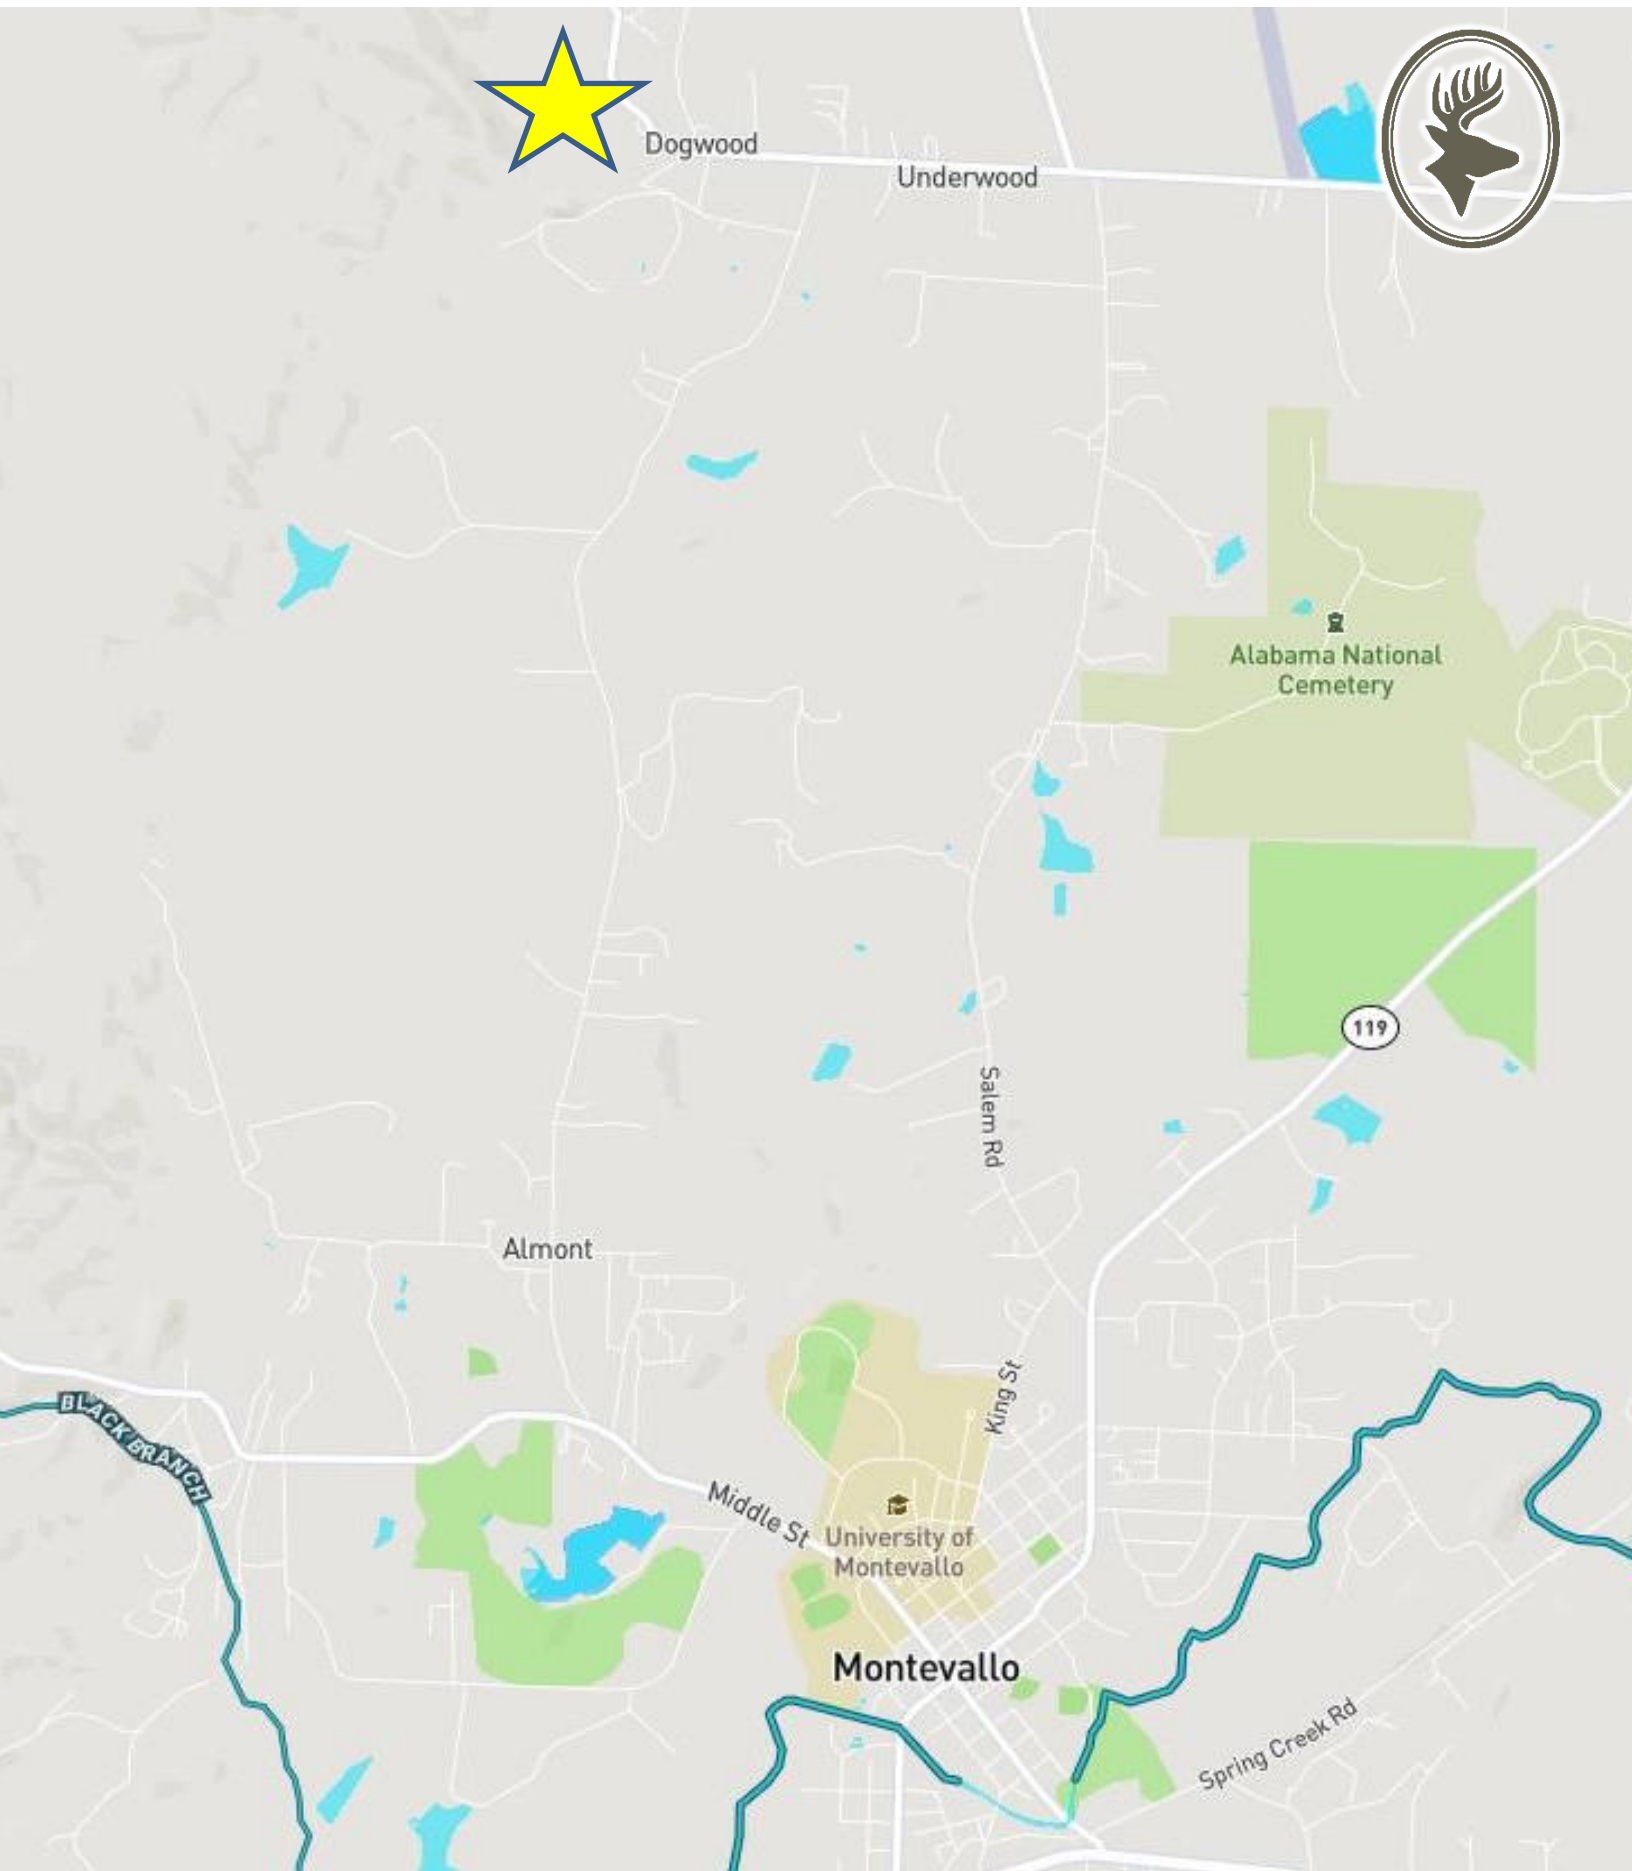 Dogwood
Underwood
Alabama National
Cemetery
119
Salem Rd
Almont
King St
BLACK BRANCH
Middle St
University of
Montevallo
Montevallo
Spring Creek Rd